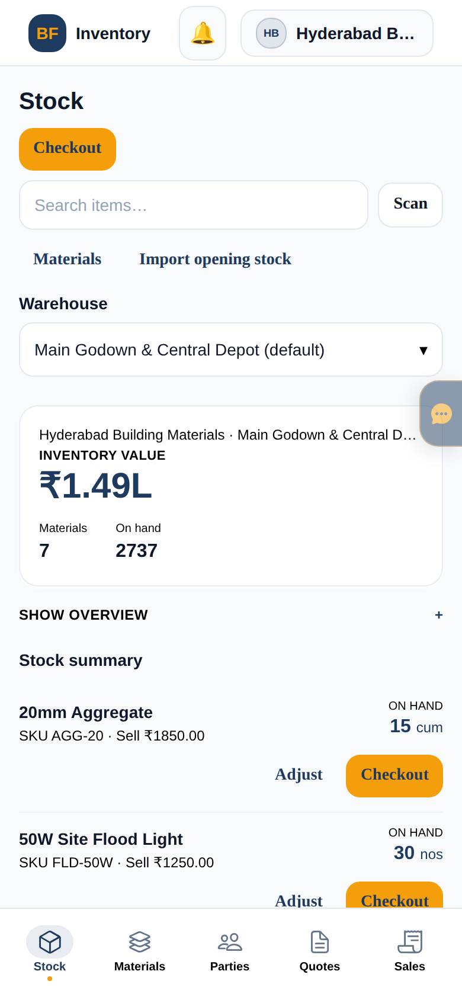 BF Inventory HB Hyderabad B...
Stock
Checkout
Search items...
Scan
Materials Import opening stock
Warehouse
Main Godown & Central Depot (default) ▼
Hyderabad Building Materials · Main Godown & Central D...
INVENTORY VALUE
₹1.49L
Materials On hand
7 2737
SHOW OVERVIEW +
Stock summary
20mm Aggregate
SKU AGG-20 · Sell ₹1850.00
ON HAND
15 cum
Adjust Checkout
50W Site Flood Light
SKU FLD-50W · Sell ₹1250.00
ON HAND
30 nos
Adjust Checkout
Stock Materials Parties Quotes Sales